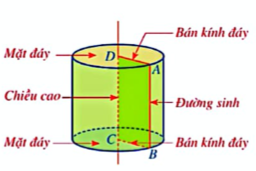 Bán kính đáy
Mặt đáy
D
A
Chiều cao
Đường sinh
Mặt đáy
C
Bán kính đáy
B